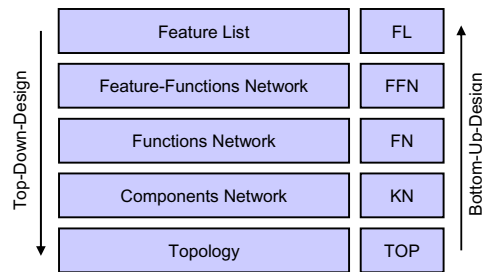 Feature List
FL
Feature-Functions Network
FFN
Functions Network
FN
Components Network
KN
Topology
TOP
Top-Down-Design
Bottom-Up-Design